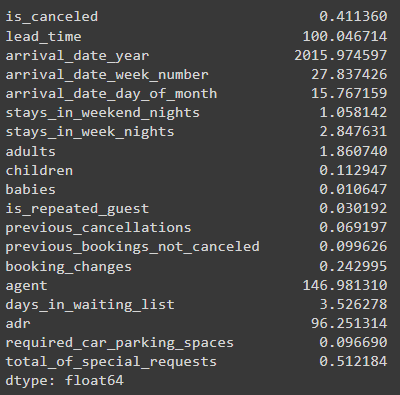 is_canceled 0.411360
lead_time 100.046714
arrival_date_year 2015.974597
arrival_date_week_number 27.837426
arrival_date_day_of_month 15.767159
stays_in_weekend_nights 1.058142
stays_in_week_nights 2.847631
adults 1.860740
children 0.112947
babies 0.010647
is_repeated_guest 0.030192
previous_cancellations 0.069197
previous_bookings_not_canceled 0.099626
booking_changes 0.242995
agent 146.981310
days_in_waiting_list 3.526278
adr 96.251314
required_car_parking_spaces 0.096690
total_of_special_requests 0.512184
dtype: float64